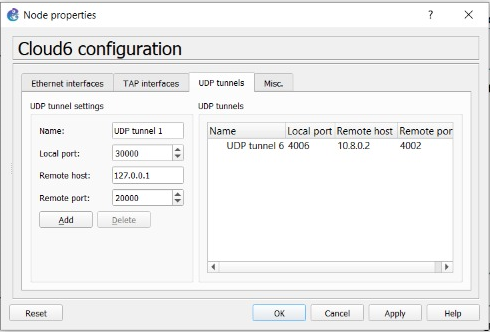 Node properties
?
Cloud6 configuration
Ethernet interfaces TAP interfaces UDP tunnels Misc.
UDP tunnel settings
Name: UDP tunnel 1
Local port: 30000
Remote host: 127.0.0.1
Remote port: 20000
Add Delete
UDP tunnels
Name Local port Remote host Remote por
UDP tunnel 6 4006 10.8.0.2 4002
Reset OK Cancel Apply Help